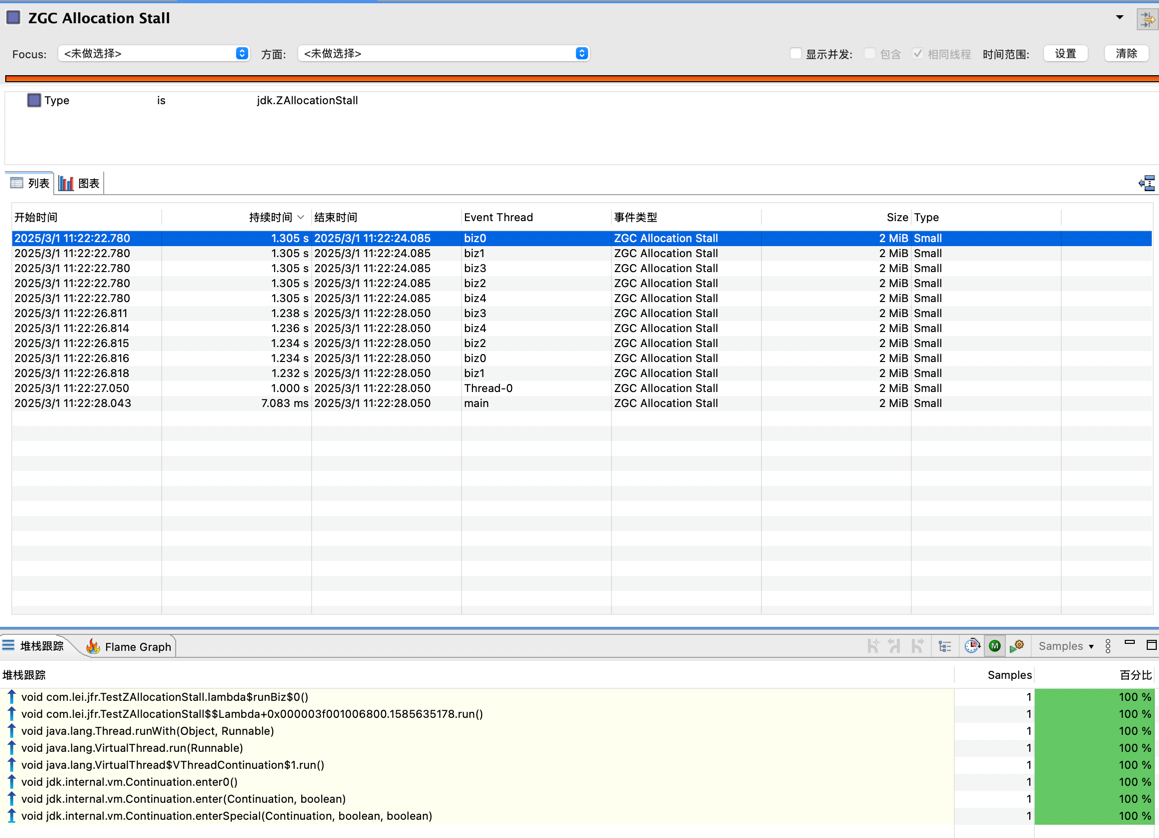 ZGC Allocation Stall
Focus: <未做选择> 方面: <未做选择> 显示并发: 包含 相同线程 时间范围: 设置 清除
Type is jdk.ZAllocationStall
列表 图表
开始时间 持续时间 结束时间 Event Thread 事件类型 Size Type
2025/3/1 11:22:22.780 1.305 s 2025/3/1 11:22:24.085 biz0 ZGC Allocation Stall 2 MiB Small
2025/3/1 11:22:22.780 1.305 s 2025/3/1 11:22:24.085 biz1 ZGC Allocation Stall 2 MiB Small
2025/3/1 11:22:22.780 1.305 s 2025/3/1 11:22:24.085 biz3 ZGC Allocation Stall 2 MiB Small
2025/3/1 11:22:22.780 1.305 s 2025/3/1 11:22:24.085 biz2 ZGC Allocation Stall 2 MiB Small
2025/3/1 11:22:22.780 1.305 s 2025/3/1 11:22:24.085 biz4 ZGC Allocation Stall 2 MiB Small
2025/3/1 11:22:26.811 1.238 s 2025/3/1 11:22:28.050 biz3 ZGC Allocation Stall 2 MiB Small
2025/3/1 11:22:26.814 1.236 s 2025/3/1 11:22:28.050 biz4 ZGC Allocation Stall 2 MiB Small
2025/3/1 11:22:26.815 1.234 s 2025/3/1 11:22:28.050 biz2 ZGC Allocation Stall 2 MiB Small
2025/3/1 11:22:26.816 1.234 s 2025/3/1 11:22:28.050 biz0 ZGC Allocation Stall 2 MiB Small
2025/3/1 11:22:26.818 1.232 s 2025/3/1 11:22:28.050 biz1 ZGC Allocation Stall 2 MiB Small
2025/3/1 11:22:27.050 1.000 s 2025/3/1 11:22:28.050 Thread-0 ZGC Allocation Stall 2 MiB Small
2025/3/1 11:22:28.043 7.083 ms 2025/3/1 11:22:28.050 main ZGC Allocation Stall 2 MiB Small
堆栈跟踪 Flame Graph M Samples
堆栈跟踪 Samples 百分比
void com.lei.jfr.TestZAllocationStall.lambda$runBiz$0() 1 100 %
void com.lei.jfr.TestZAllocationStall$$Lambda+0x000003f001006800.1585635178.run() 1 100 %
void java.lang.Thread.runWith(Object, Runnable) 1 100 %
void java.lang.VirtualThread.run(Runnable) 1 100 %
void java.lang.VirtualThread$VThreadContinuation$1.run() 1 100 %
void jdk.internal.vm.Continuation.enter0() 1 100 %
void jdk.internal.vm.Continuation.enter(Continuation, boolean) 1 100 %
void jdk.internal.vm.Continuation.enterSpecial(Continuation, boolean, boolean) 1 100 %